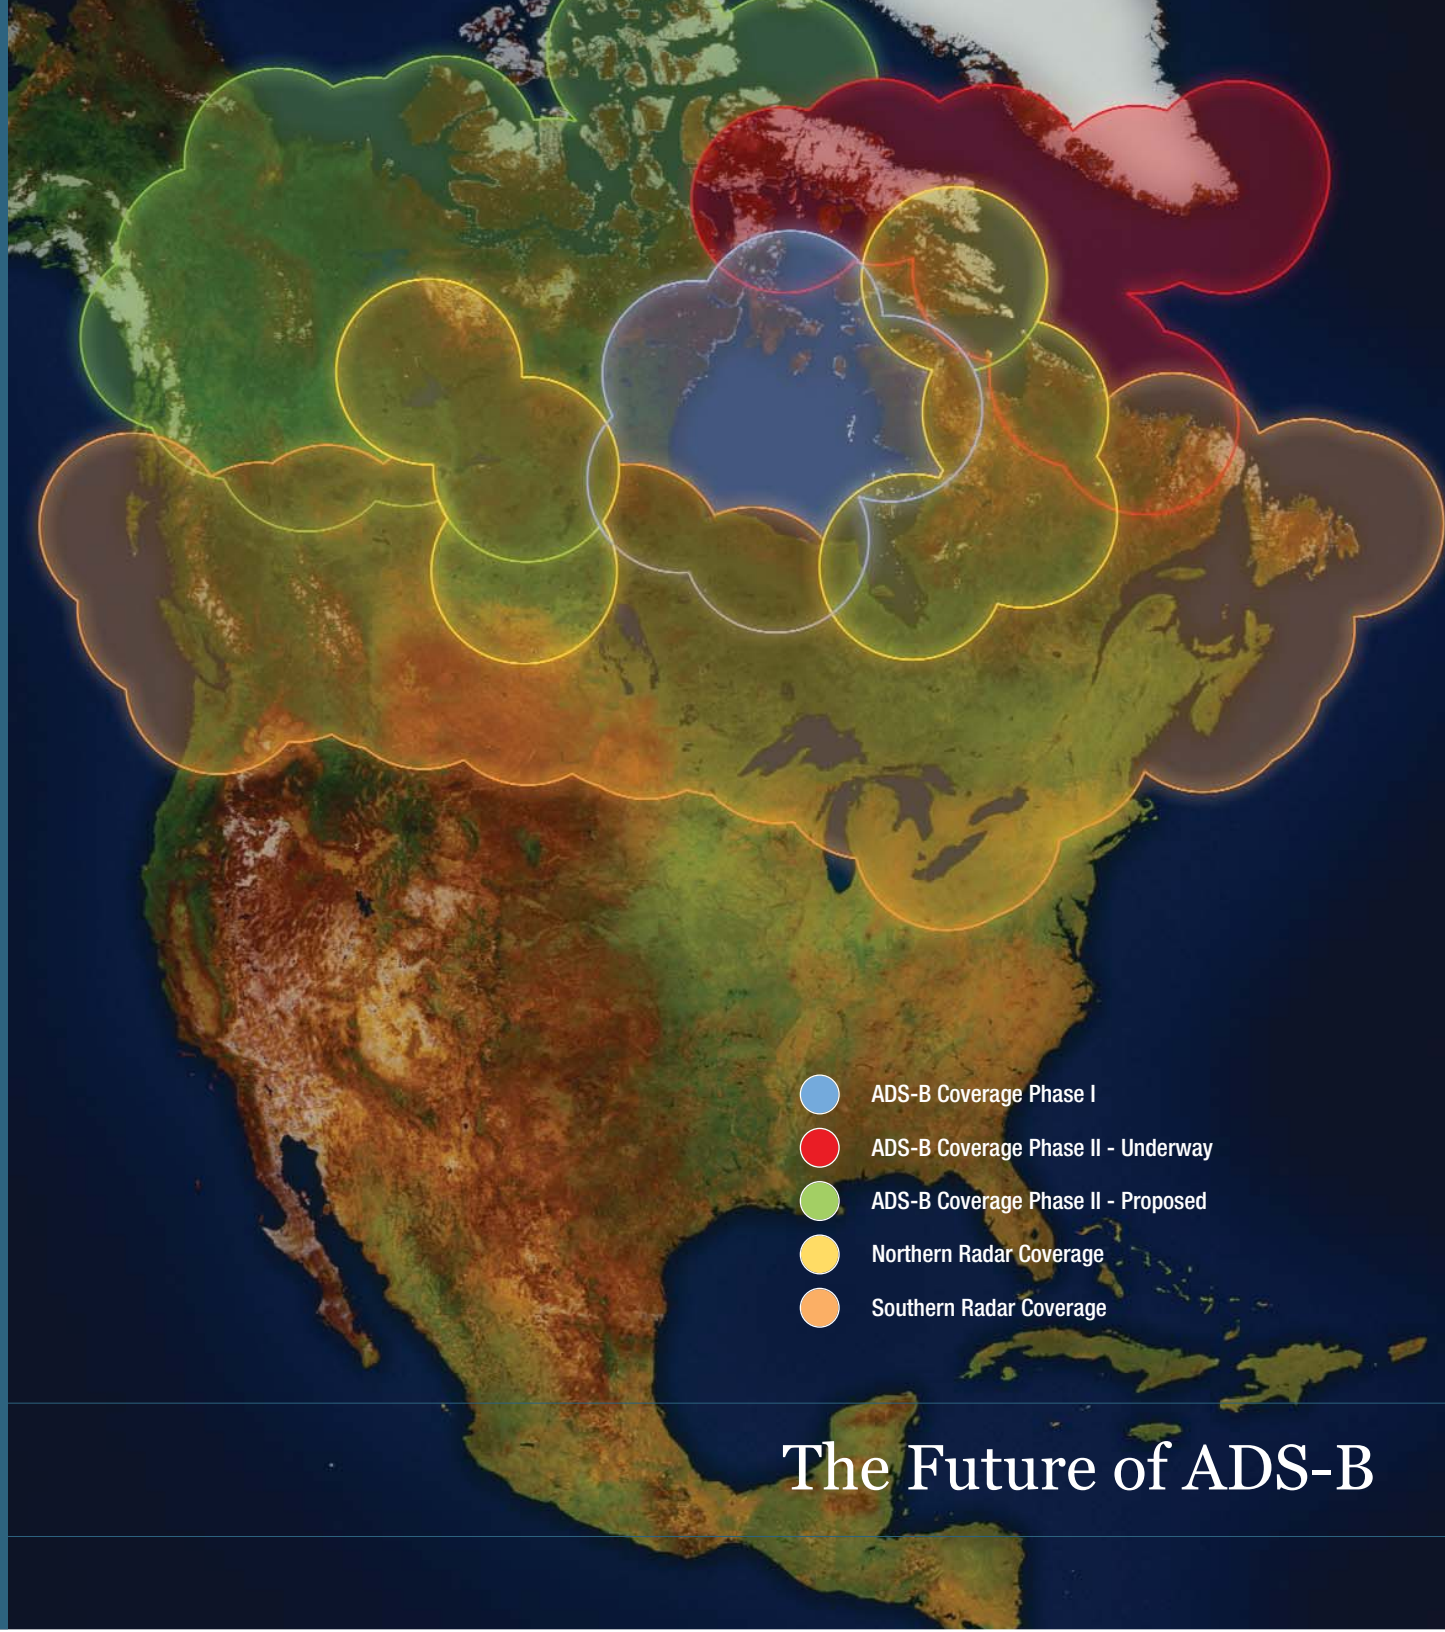 ADS-B Coverage Phase I
ADS-B Coverage Phase II - Underway
ADS-B Coverage Phase II - Proposed
Northern Radar Coverage
Southern Radar Coverage
The Future of ADS-B